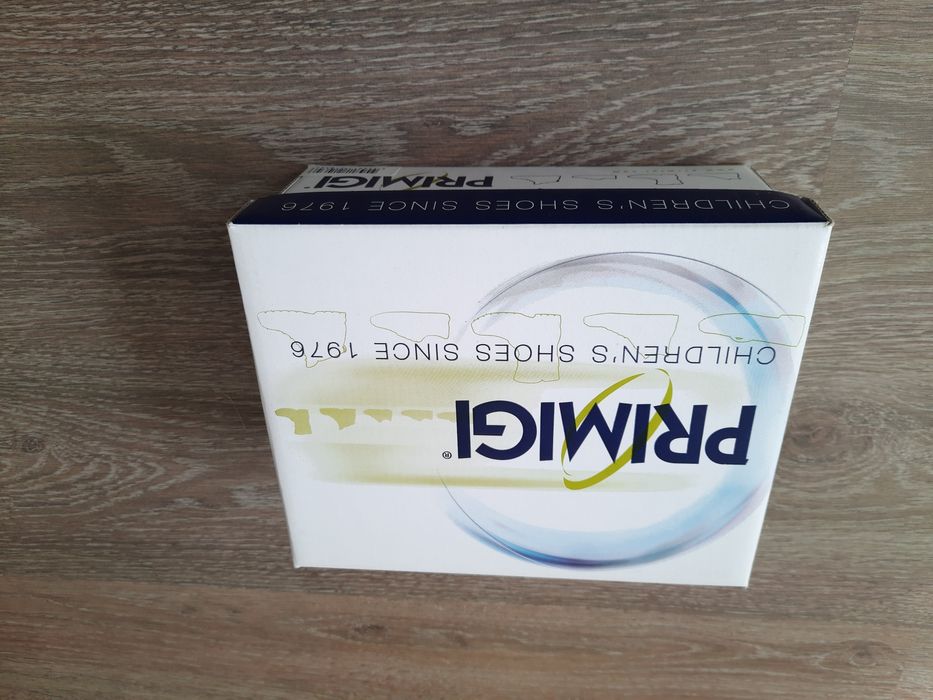 PRIMIGI®
CHILDREN'S SHOES SINCE 1976
CHILDREN'S SHOES SINCE 1976
PRIMIGI